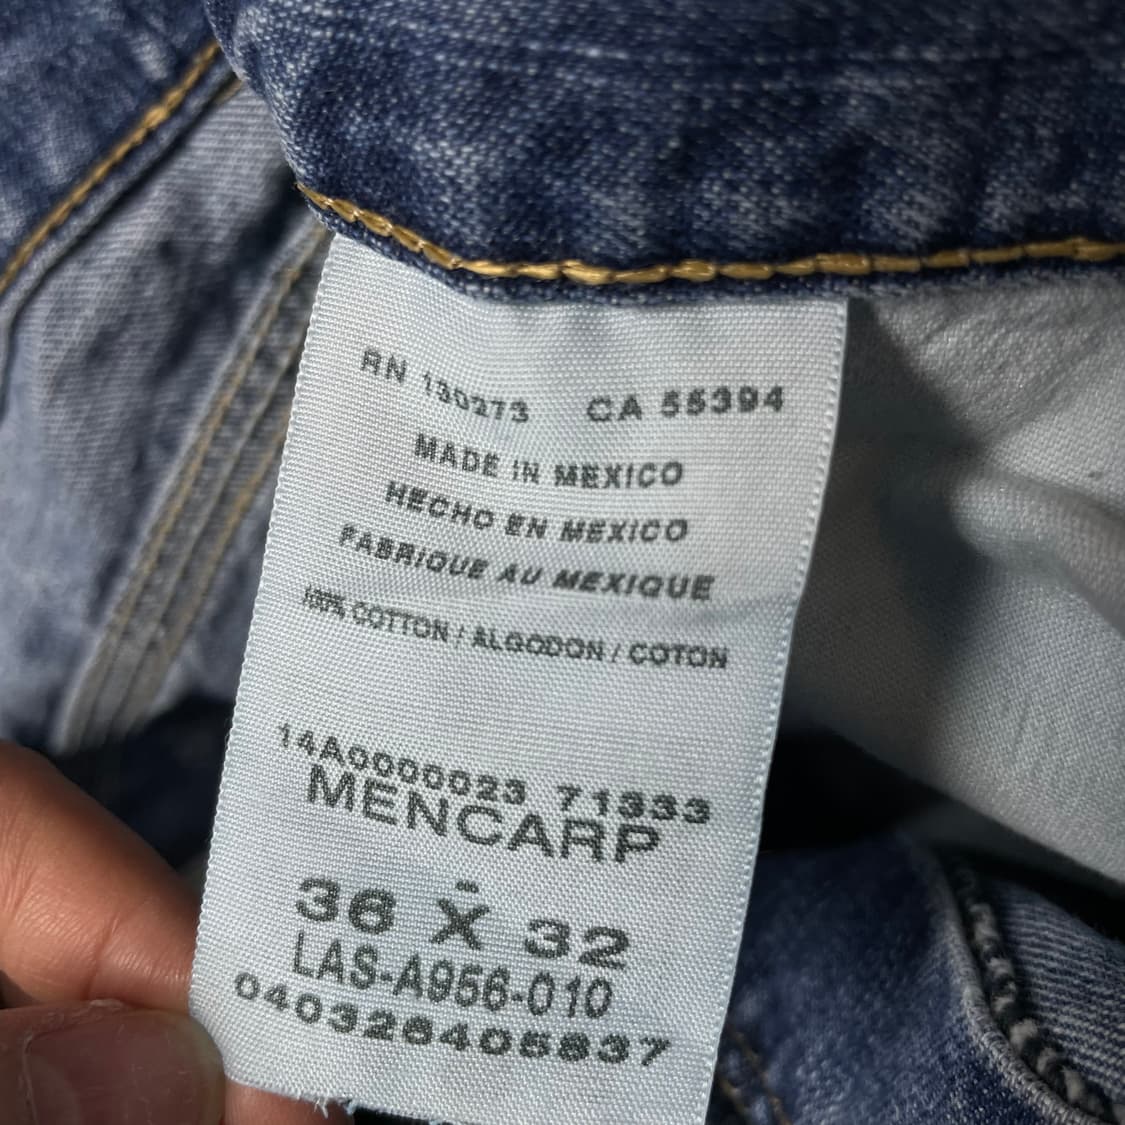 RN 130273 CA 55394
MADE IN MEXICO
HECHO EN MEXICO
FABRIQUE AU MEXIQUE
100% COTTON / ALGODON / COTON
14A0000023 71333
MENCARP
36 X 32
LAS-A956-010
040326405837